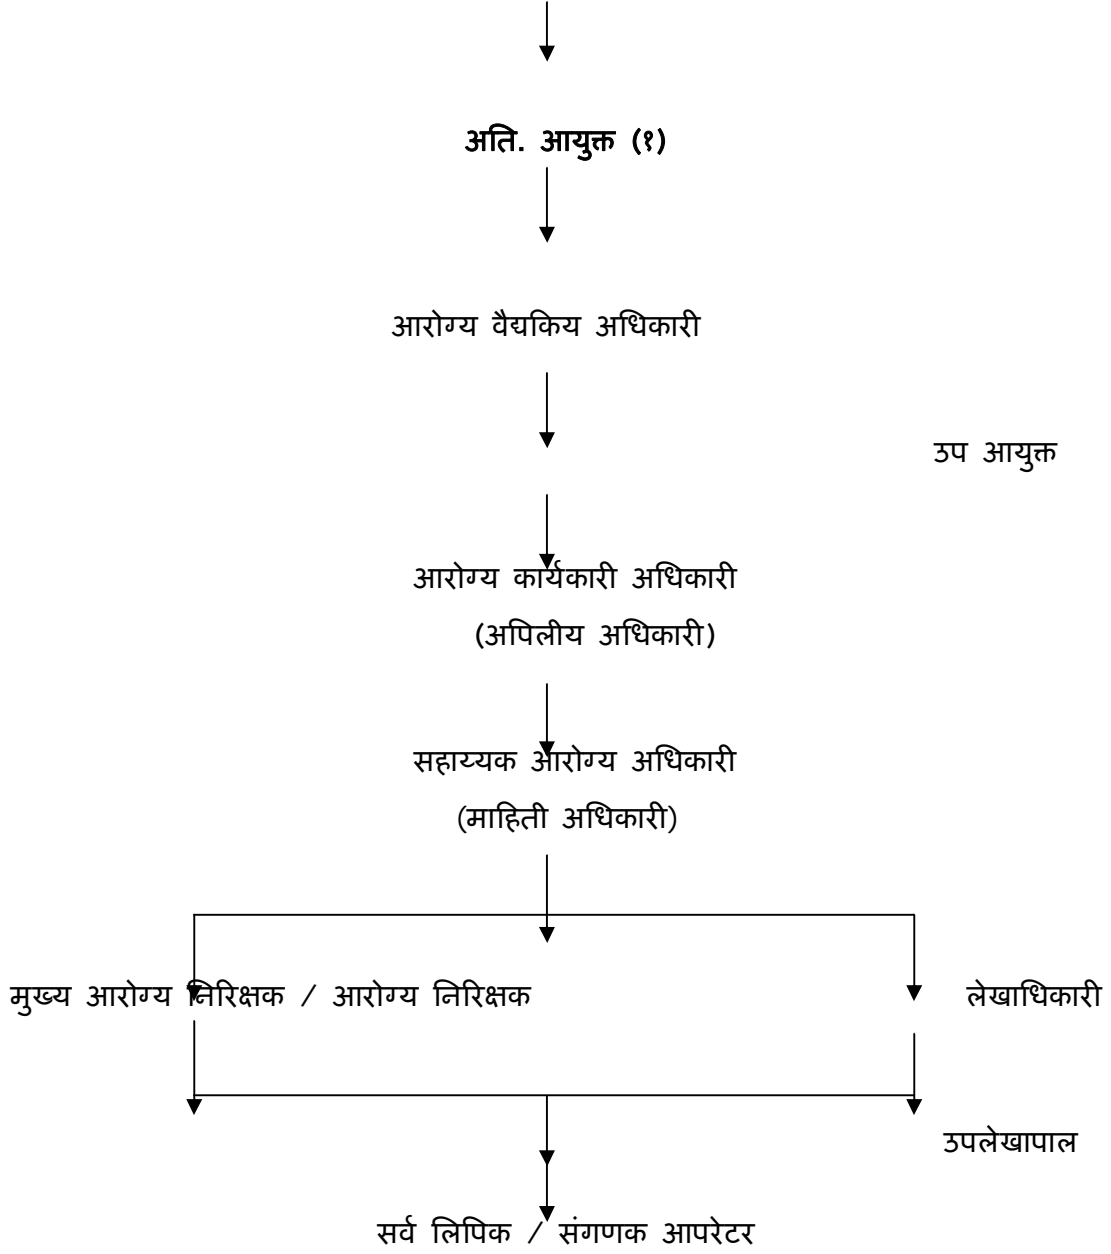 अति. आयुक्त (१)
आरोग्य वैद्यकिय अधिकारी
उप आयुक्त
आरोग्य कार्यकारी अधिकारी
(अपिलीय अधिकारी)
सहाय्यक आरोग्य अधिकारी
(माहिती अधिकारी)
मुख्य आरोग्य निरिक्षक / आरोग्य निरिक्षक लेखाधिकारी
उपलेखापाल
सर्व लिपिक / संगणक आपरेटर